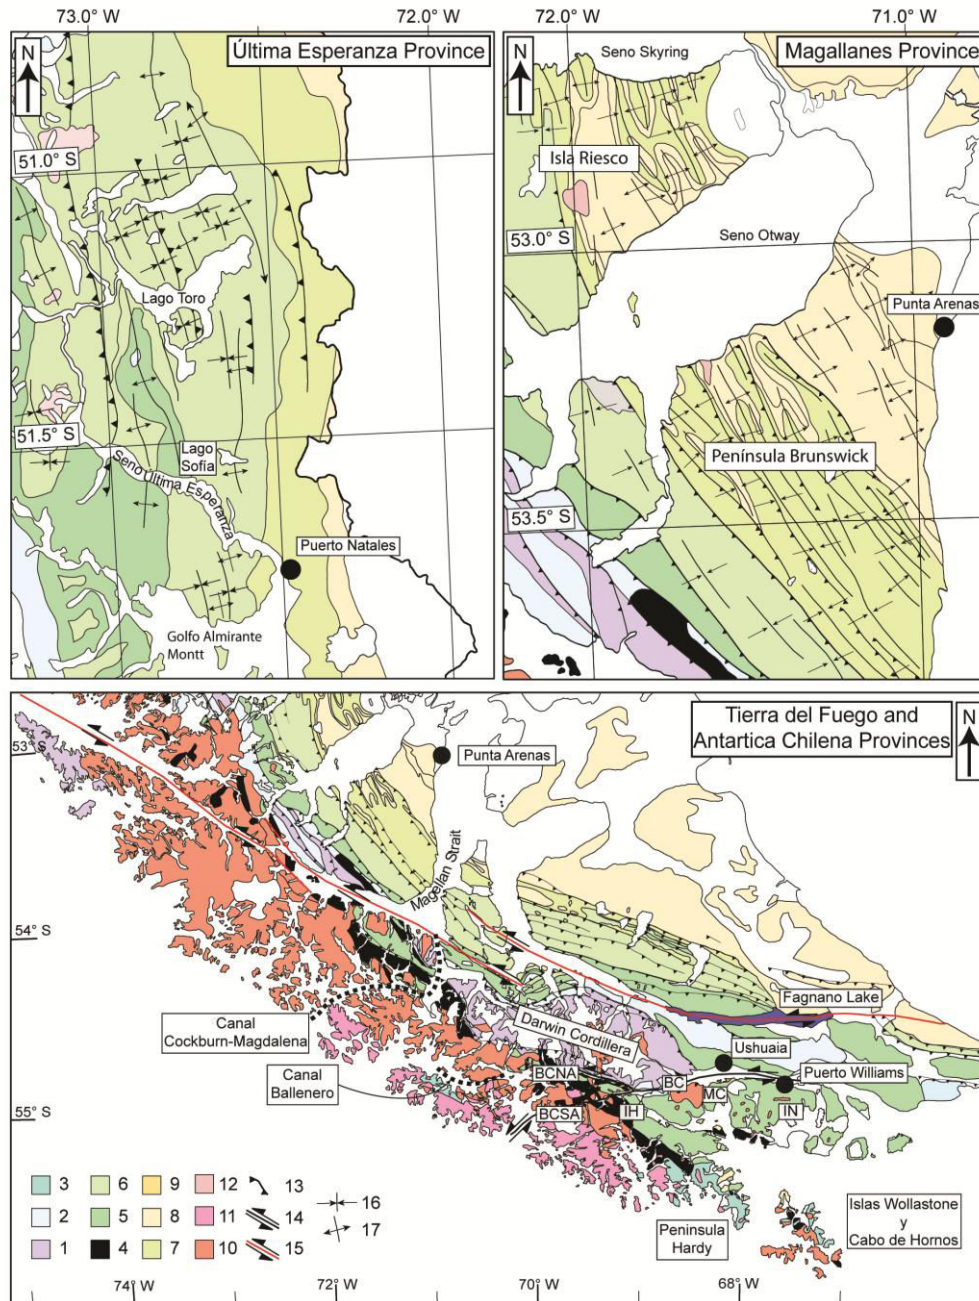 73.0° W
72.0° W
N
Última Esperanza Province
51.0° S
Lago Toro
51.5° S
Lago
Sofía
Seno Última Esperanza
Puerto Natales
Golfo Almirante
Montt
72.0° W
71.0° W
N
Seno Skyring
Magallanes Province
Isla Riesco
53.0° S
Seno Otway
Punta Arenas
Península Brunswick
53.5° S
Tierra del Fuego and
Antartica Chilena Provinces
N
53° S
Punta Arenas
Magellan Strait
54° S
Fagnano Lake
Canal
Cockburn-Magdalena
Darwin Cordillera
Ushuaia
Canal
Ballenero
BCNA
BC
Puerto Williams
MC
55° S
BCSA
IH
IN
3
6
9
12
13
16
2
5
8
11
14
17
1
4
7
10
15
Peninsula
Hardy
Islas Wollastone
y
Cabo de Hornos
74° W
72° W
70° W
68° W